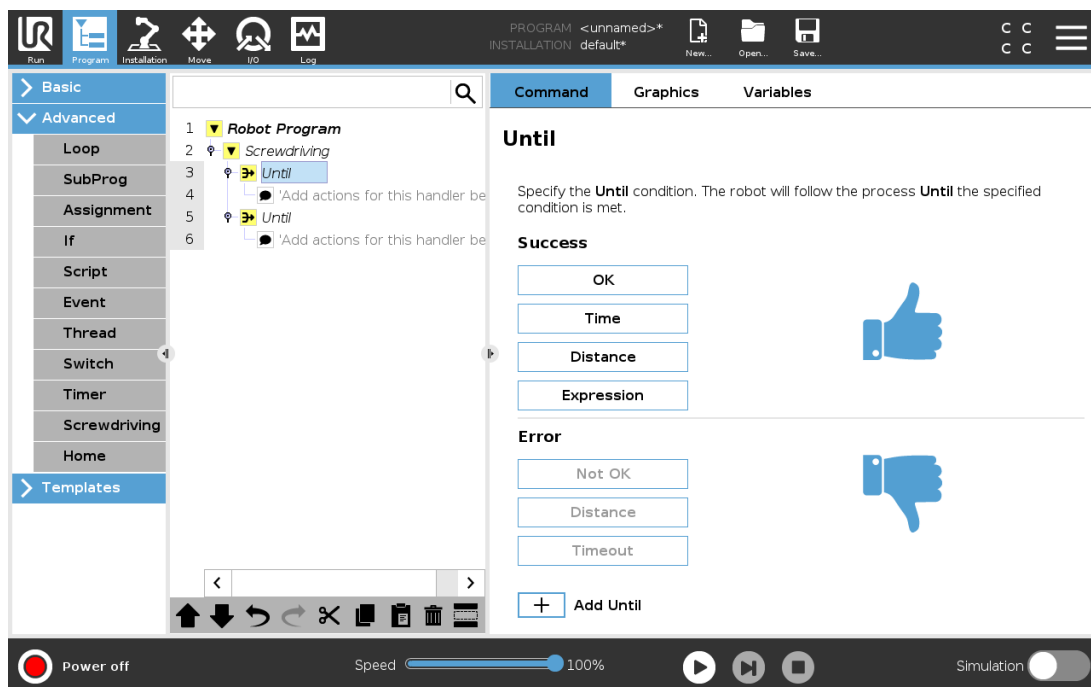 PROGRAM <unnamed>*
INSTALLATION default*
UR
Run
Program
Installation
Move
I/O
Log
New...
Open...
Save...
C C
C C
Basic
Advanced
Loop
SubProg
Assignment
If
Script
Event
Thread
Switch
Timer
Screwdriving
Home
Templates
1 Robot Program
2 Screwdriving
3 Until
4 'Add actions for this handler be
5 Until
6 'Add actions for this handler be
Command Graphics Variables
Until
Specify the Until condition. The robot will follow the process Until the specified
condition is met.
Success
OK
Time
Distance
Expression
Error
Not OK
Distance
Timeout
Add Until
Power off
Speed 100%
Simulation